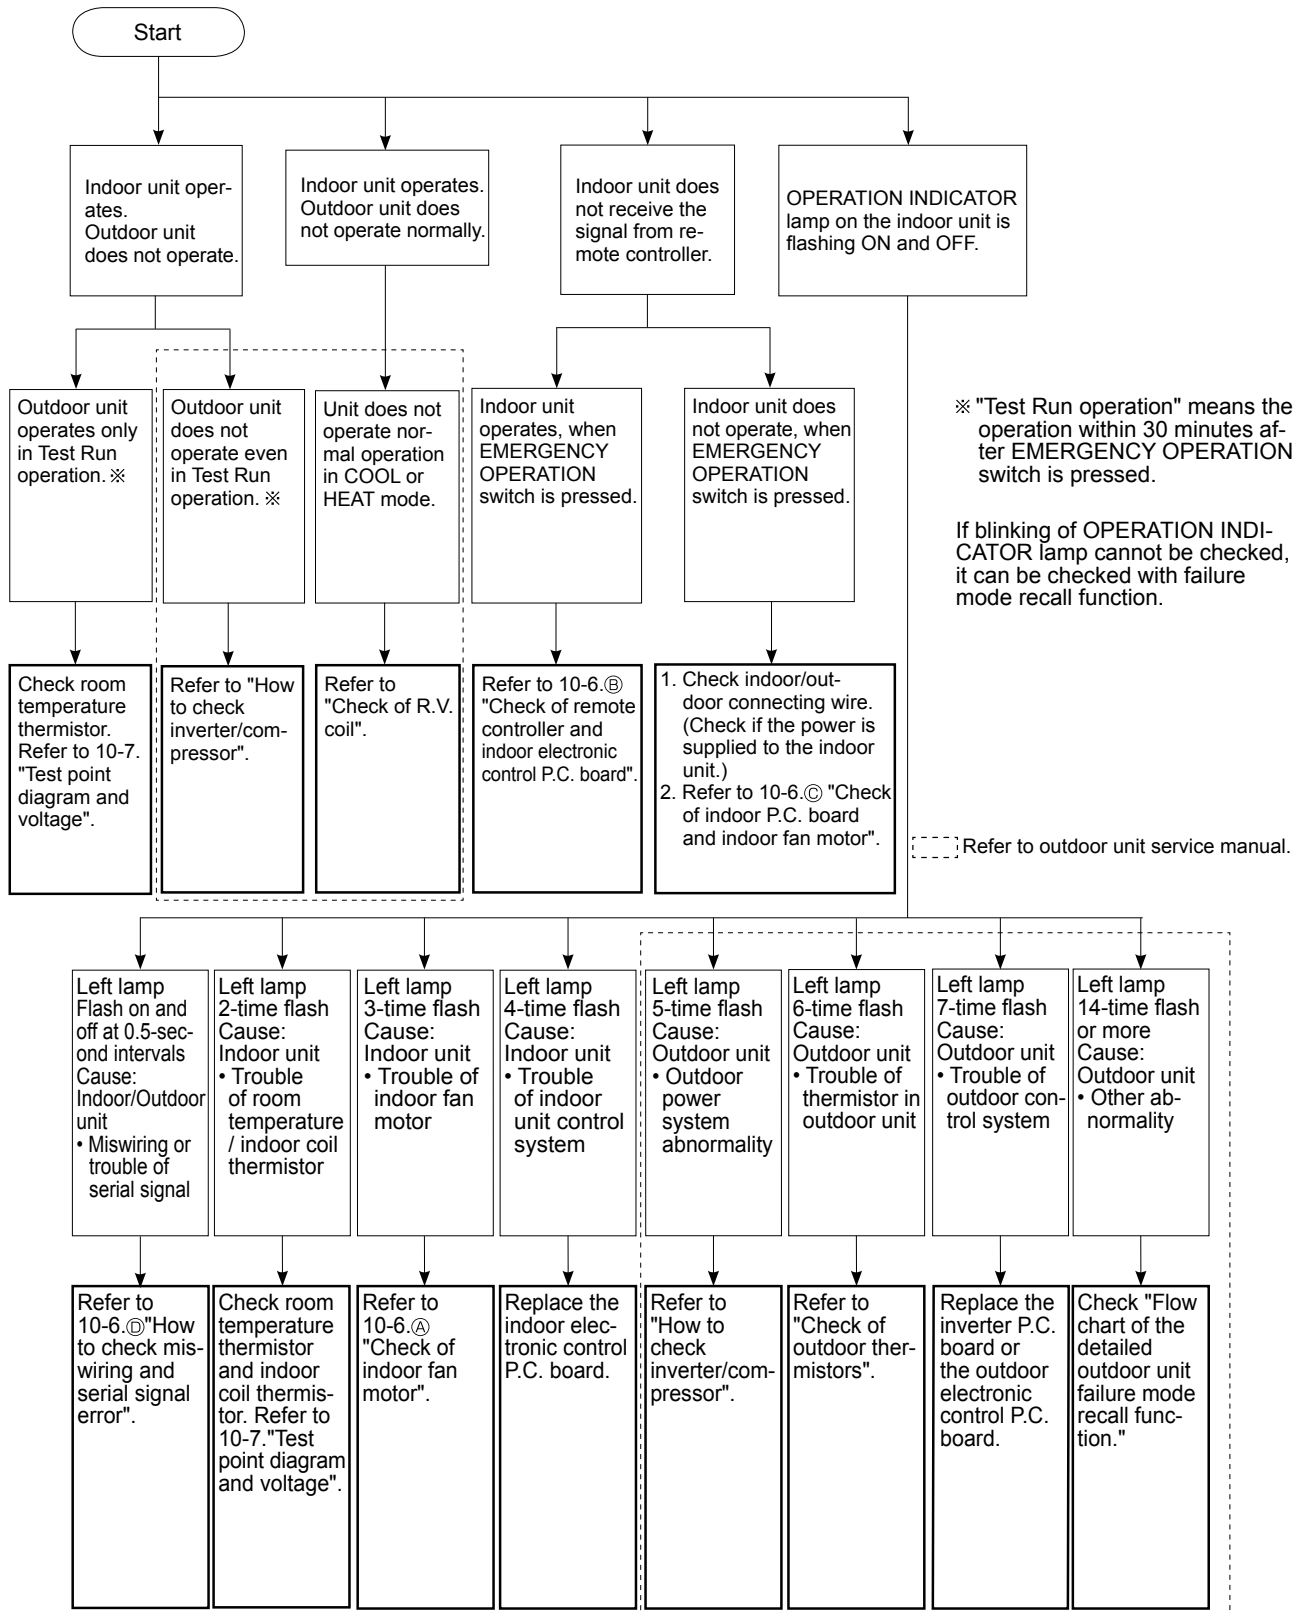 Start
Indoor unit oper-
ates.
Outdoor unit
does not operate.
Indoor unit operates.
Outdoor unit does
not operate normally.
Indoor unit does
not receive the
signal from re-
mote controller.
OPERATION INDICATOR
lamp on the indoor unit is
flashing ON and OFF.
Outdoor unit
operates only
in Test Run
operation. ※
Outdoor unit
does not
operate even
in Test Run
operation. ※
Unit does not
operate nor-
mal operation
in COOL or
HEAT mode.
Indoor unit
operates, when
EMERGENCY
OPERATION
switch is pressed.
Indoor unit does
not operate, when
EMERGENCY
OPERATION
switch is pressed.
※ "Test Run operation" means the
operation within 30 minutes af-
ter EMERGENCY OPERATION
switch is pressed.
If blinking of OPERATION INDI-
CATOR lamp cannot be checked,
it can be checked with failure
mode recall function.
Check room
temperature
thermistor.
Refer to 10-7.
"Test point
diagram and
voltage".
Refer to "How
to check
inverter/com-
pressor".
Refer to
"Check of R.V.
coil".
Refer to 10-6.Ⓑ
"Check of remote
controller and
indoor electronic
control P.C. board".
1. Check indoor/out-
door connecting wire.
(Check if the power is
supplied to the indoor
unit.)
2. Refer to 10-6.Ⓒ "Check
of indoor P.C. board
and indoor fan motor".
Refer to outdoor unit service manual.
Left lamp
Flash on and
off at 0.5-sec-
ond intervals
Cause:
Indoor/Outdoor
unit
• Miswiring or
trouble of
serial signal
Left lamp
2-time flash
Cause:
Indoor unit
• Trouble
of room
temperature
/ indoor coil
thermistor
Left lamp
3-time flash
Cause:
Indoor unit
• Trouble of
indoor fan
motor
Left lamp
4-time flash
Cause:
Indoor unit
• Trouble
of indoor
unit control
system
Left lamp
5-time flash
Cause:
Outdoor unit
• Outdoor
power
system
abnormality
Left lamp
6-time flash
Cause:
Outdoor unit
• Trouble of
thermistor in
outdoor unit
Left lamp
7-time flash
Cause:
Outdoor unit
• Trouble of
outdoor con-
trol system
Left lamp
14-time flash
or more
Cause:
Outdoor unit
• Other ab-
normality
Refer to
10-6.Ⓓ"How
to check mis-
wiring and
serial signal
error".
Check room
temperature
thermistor
and indoor
coil thermis-
tor. Refer to
10-7."Test
point diagram
and voltage".
Refer to
10-6.Ⓐ
"Check of
indoor fan
motor".
Replace the
indoor elec-
tronic control
P.C. board.
Refer to
"How to
check
inverter/com-
pressor".
Refer to
"Check of
outdoor ther-
mistors".
Replace the
inverter P.C.
board or
the outdoor
electronic
control P.C.
board.
Check "Flow
chart of the
detailed
outdoor unit
failure mode
recall func-
tion."